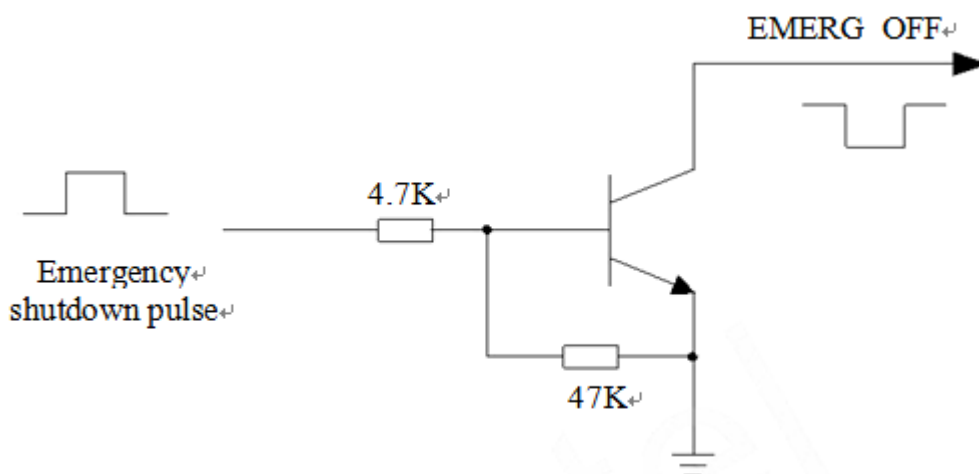 EMERG OFF↵
4.7K↵
Emergency↵
shutdown pulse↵
47K↵